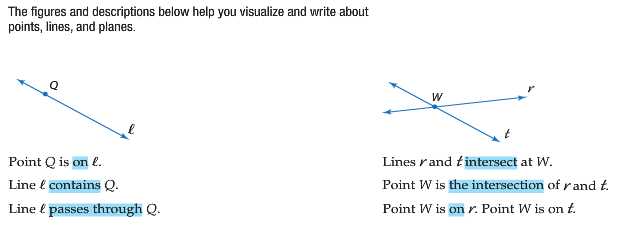 The figures and descriptions below help you visualize and write about
points, lines, and planes.
Q
ℓ
Point Q is on ℓ.
Line ℓ contains Q.
Line ℓ passes through Q.
W
r
t
Lines r and t intersect at W.
Point W is the intersection of r and t.
Point W is on r. Point W is on t.